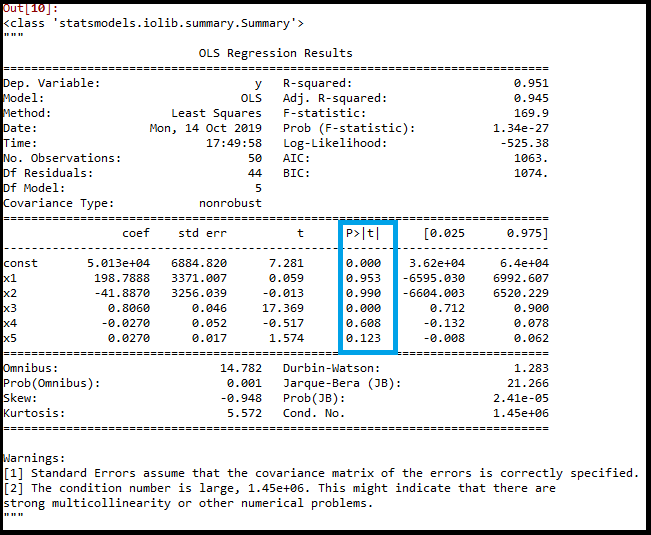 Out[10]:
<class 'statsmodels.iolib.summary.Summary'>
"""
OLS Regression Results
==============================================================================
Dep. Variable: y R-squared: 0.951
Model: OLS Adj. R-squared: 0.945
Method: Least Squares F-statistic: 169.9
Date: Mon, 14 Oct 2019 Prob (F-statistic): 1.34e-27
Time: 17:49:58 Log-Likelihood: -525.38
No. Observations: 50 AIC: 1063.
Df Residuals: 44 BIC: 1074.
Df Model: 5
Covariance Type: nonrobust
==============================================================================
coef std err t P>|t| [0.025 0.975]
------------------------------------------------------------------------------
const 5.013e+04 6884.820 7.281 0.000 3.62e+04 6.4e+04
x1 198.7888 3371.007 0.059 0.953 -6595.030 6992.607
x2 -41.8870 3256.039 -0.013 0.990 -6604.003 6520.229
x3 0.8060 0.046 17.369 0.000 0.712 0.900
x4 -0.0270 0.052 -0.517 0.608 -0.132 0.078
x5 0.0270 0.017 1.574 0.123 -0.008 0.062
==============================================================================
Omnibus: 14.782 Durbin-Watson: 1.283
Prob(Omnibus): 0.001 Jarque-Bera (JB): 21.266
Skew: -0.948 Prob(JB): 2.41e-05
Kurtosis: 5.572 Cond. No. 1.45e+06
==============================================================================
Warnings:
[1] Standard Errors assume that the covariance matrix of the errors is correctly specified.
[2] The condition number is large, 1.45e+06. This might indicate that there are
strong multicollinearity or other numerical problems.
"""